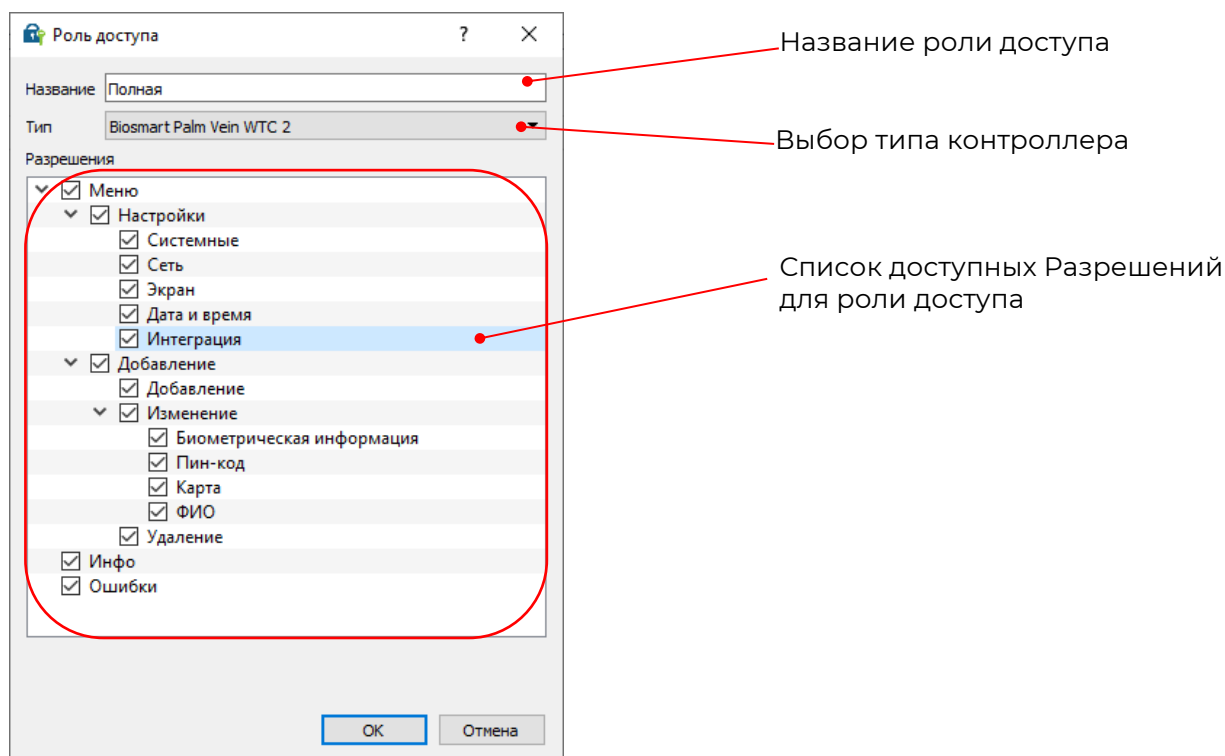 Роль доступа
?
Название роли доступа
Название Полная
Тип Biosmart Palm Vein WTC 2
Выбор типа контроллера
Разрешения
Меню
Настройки
Системные
Сеть
Экран
Дата и время
Интеграция
Список доступных Разрешений
для роли доступа
Добавление
Добавление
Изменение
Биометрическая информация
Пин-код
Карта
ФИО
Удаление
Инфо
Ошибки
OK Отмена